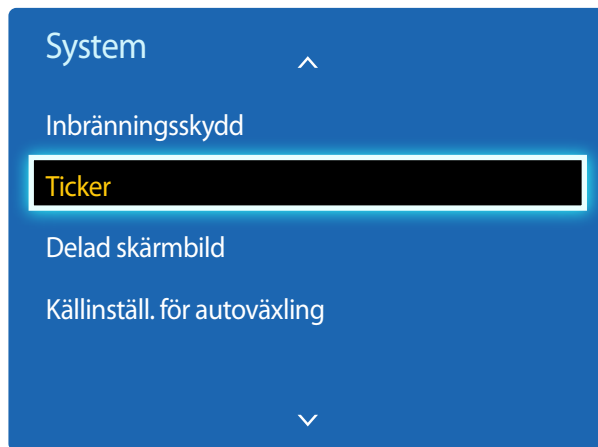 System
Inbränningsskydd
Ticker
Delad skärmbild
Källinställ. för autoväxling